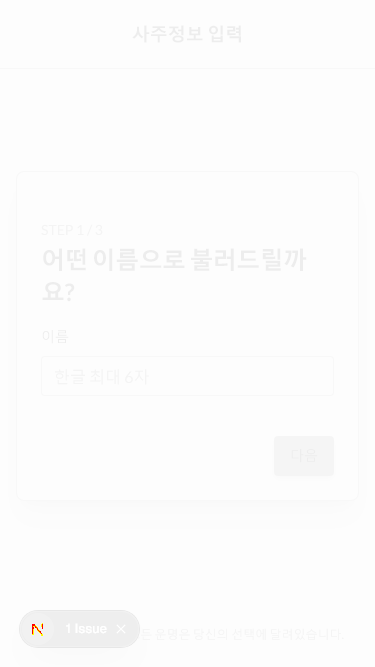 사주정보 입력
STEP 1 / 3
어떤 이름으로 불러드릴까
요?
이름
한글 최대 6자
다음
1 Issue
든 운명은 당신의 선택에 달려있습니다